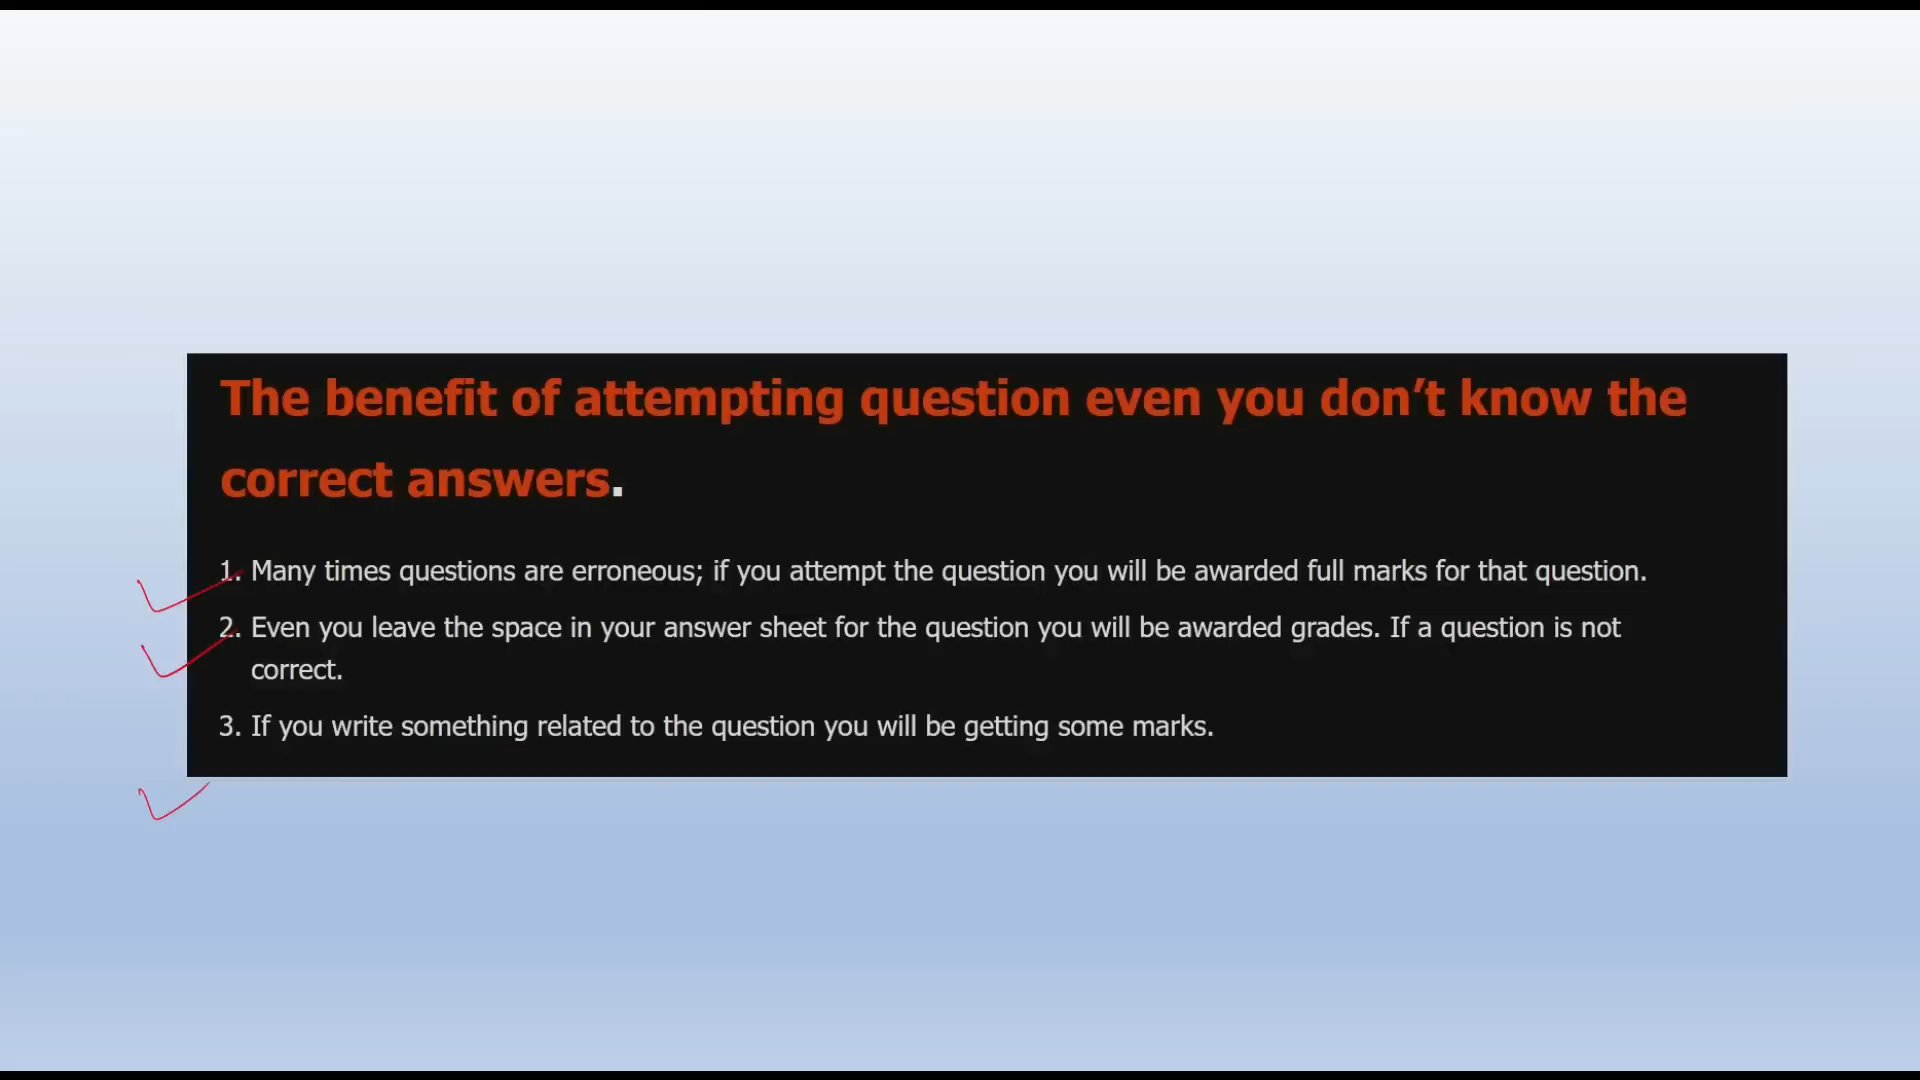 The benefit of attempting question even you don’t know the
correct answers.
1. Many times questions are erroneous; if you attempt the question you will be awarded full marks for that question.
2. Even you leave the space in your answer sheet for the question you will be awarded grades. If a question is not
correct.
3. If you write something related to the question you will be getting some marks.